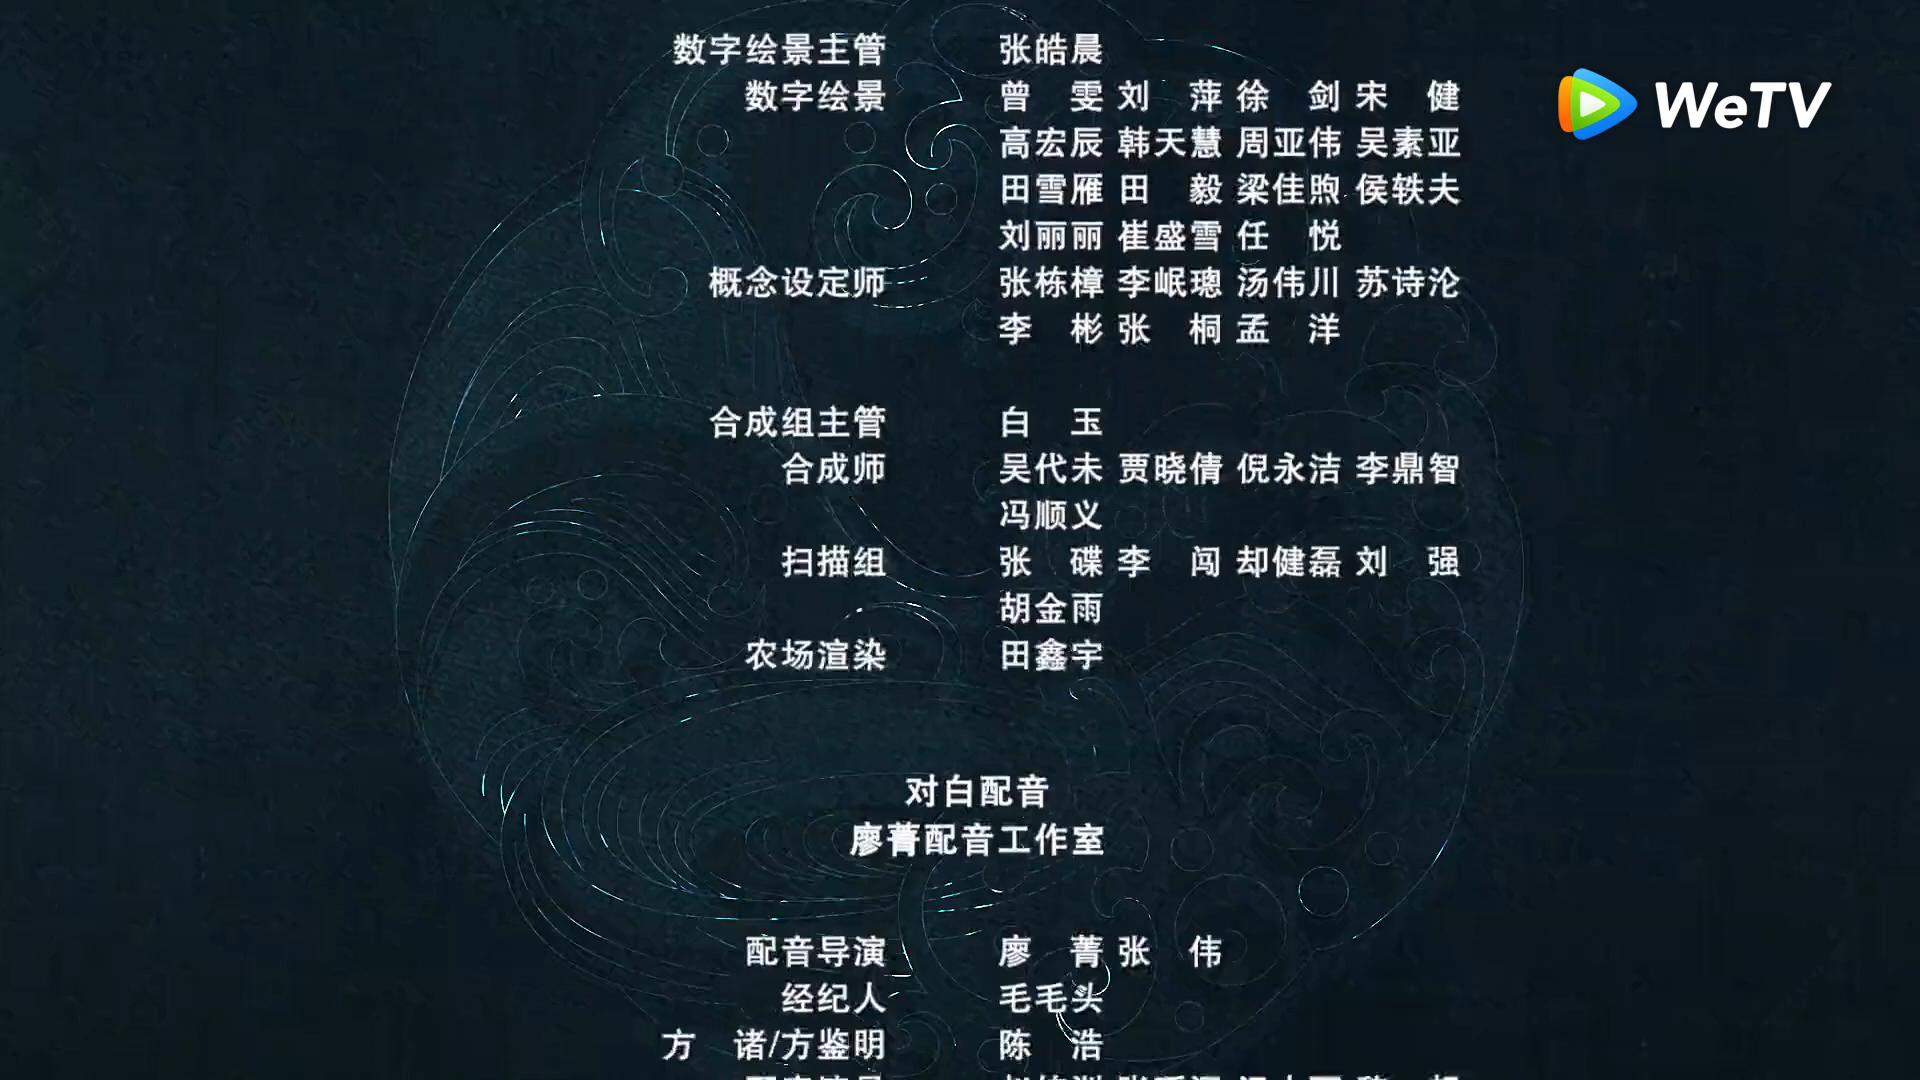 数字绘景主管 张皓晨
WeTV
数字绘景 曾 雯 刘 萍 徐 剑 宋 健
高宏辰 韩天慧 周亚伟 吴素亚
田雪雁 田 毅 梁佳煦 侯轶夫
刘丽丽 崔盛雪 任 悦
概念设定师 张栋樟 李岷璁 汤伟川 苏诗沦
李 彬 张 桐 孟 洋
合成组主管 白 玉
合成师 吴代未 贾晓倩 倪永洁 李鼎智
冯顺义
扫描组 张 碟 李 闯 却健磊 刘 强
胡金雨
农场渲染 田鑫宇
对白配音
廖菁配音工作室
配音导演 廖 菁 张 伟
经纪人 毛毛头
方 诸/方鉴明 陈 浩